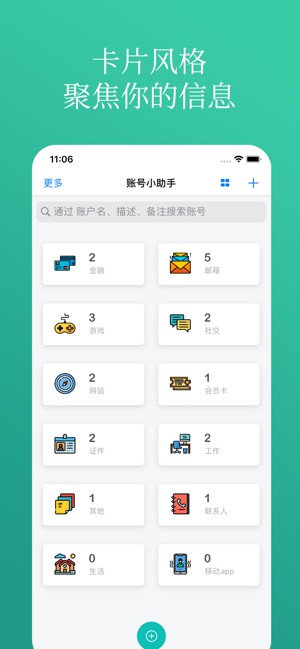 卡片风格
聚焦你的信息
11:06
更多
账号小助手
通过 账户名、描述、备注搜索账号
2
金融
5
邮箱
3
游戏
2
社交
2
网站
1
会员卡
2
证件
2
工作
1
其他
1
联系人
0
生活
0
移动app